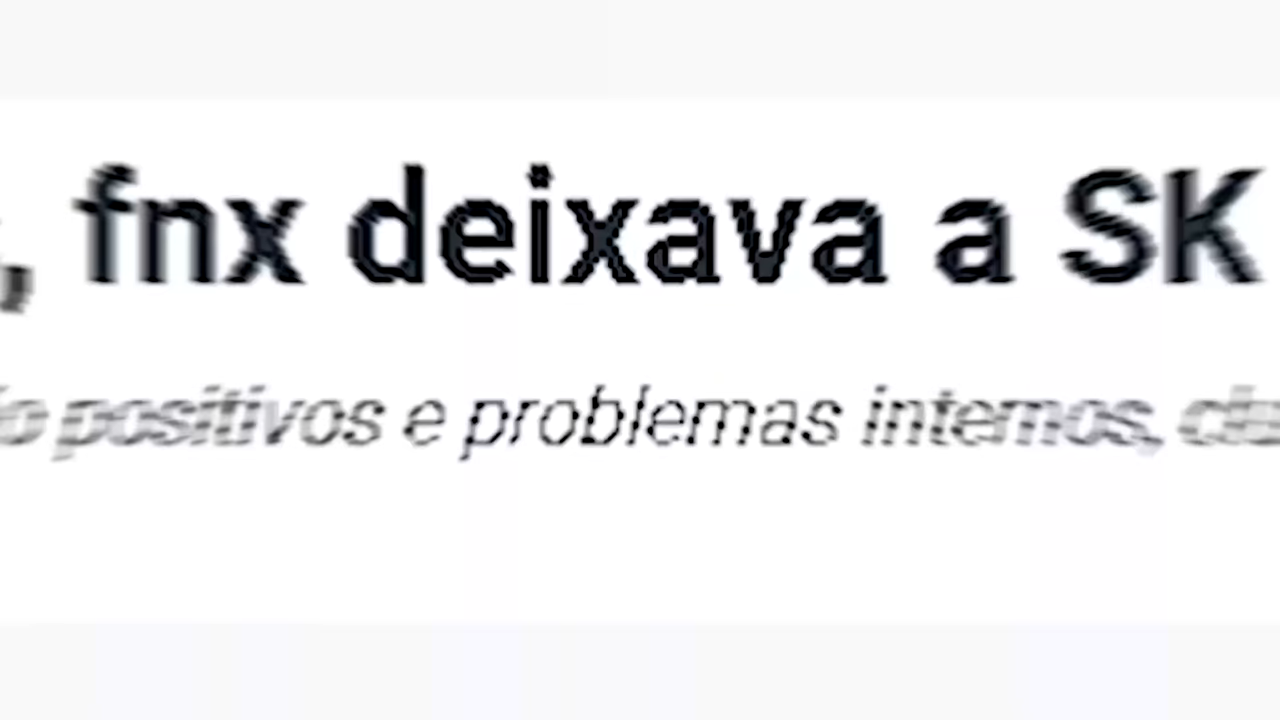 , fnx deixava a SK
positivos e problemas internos,